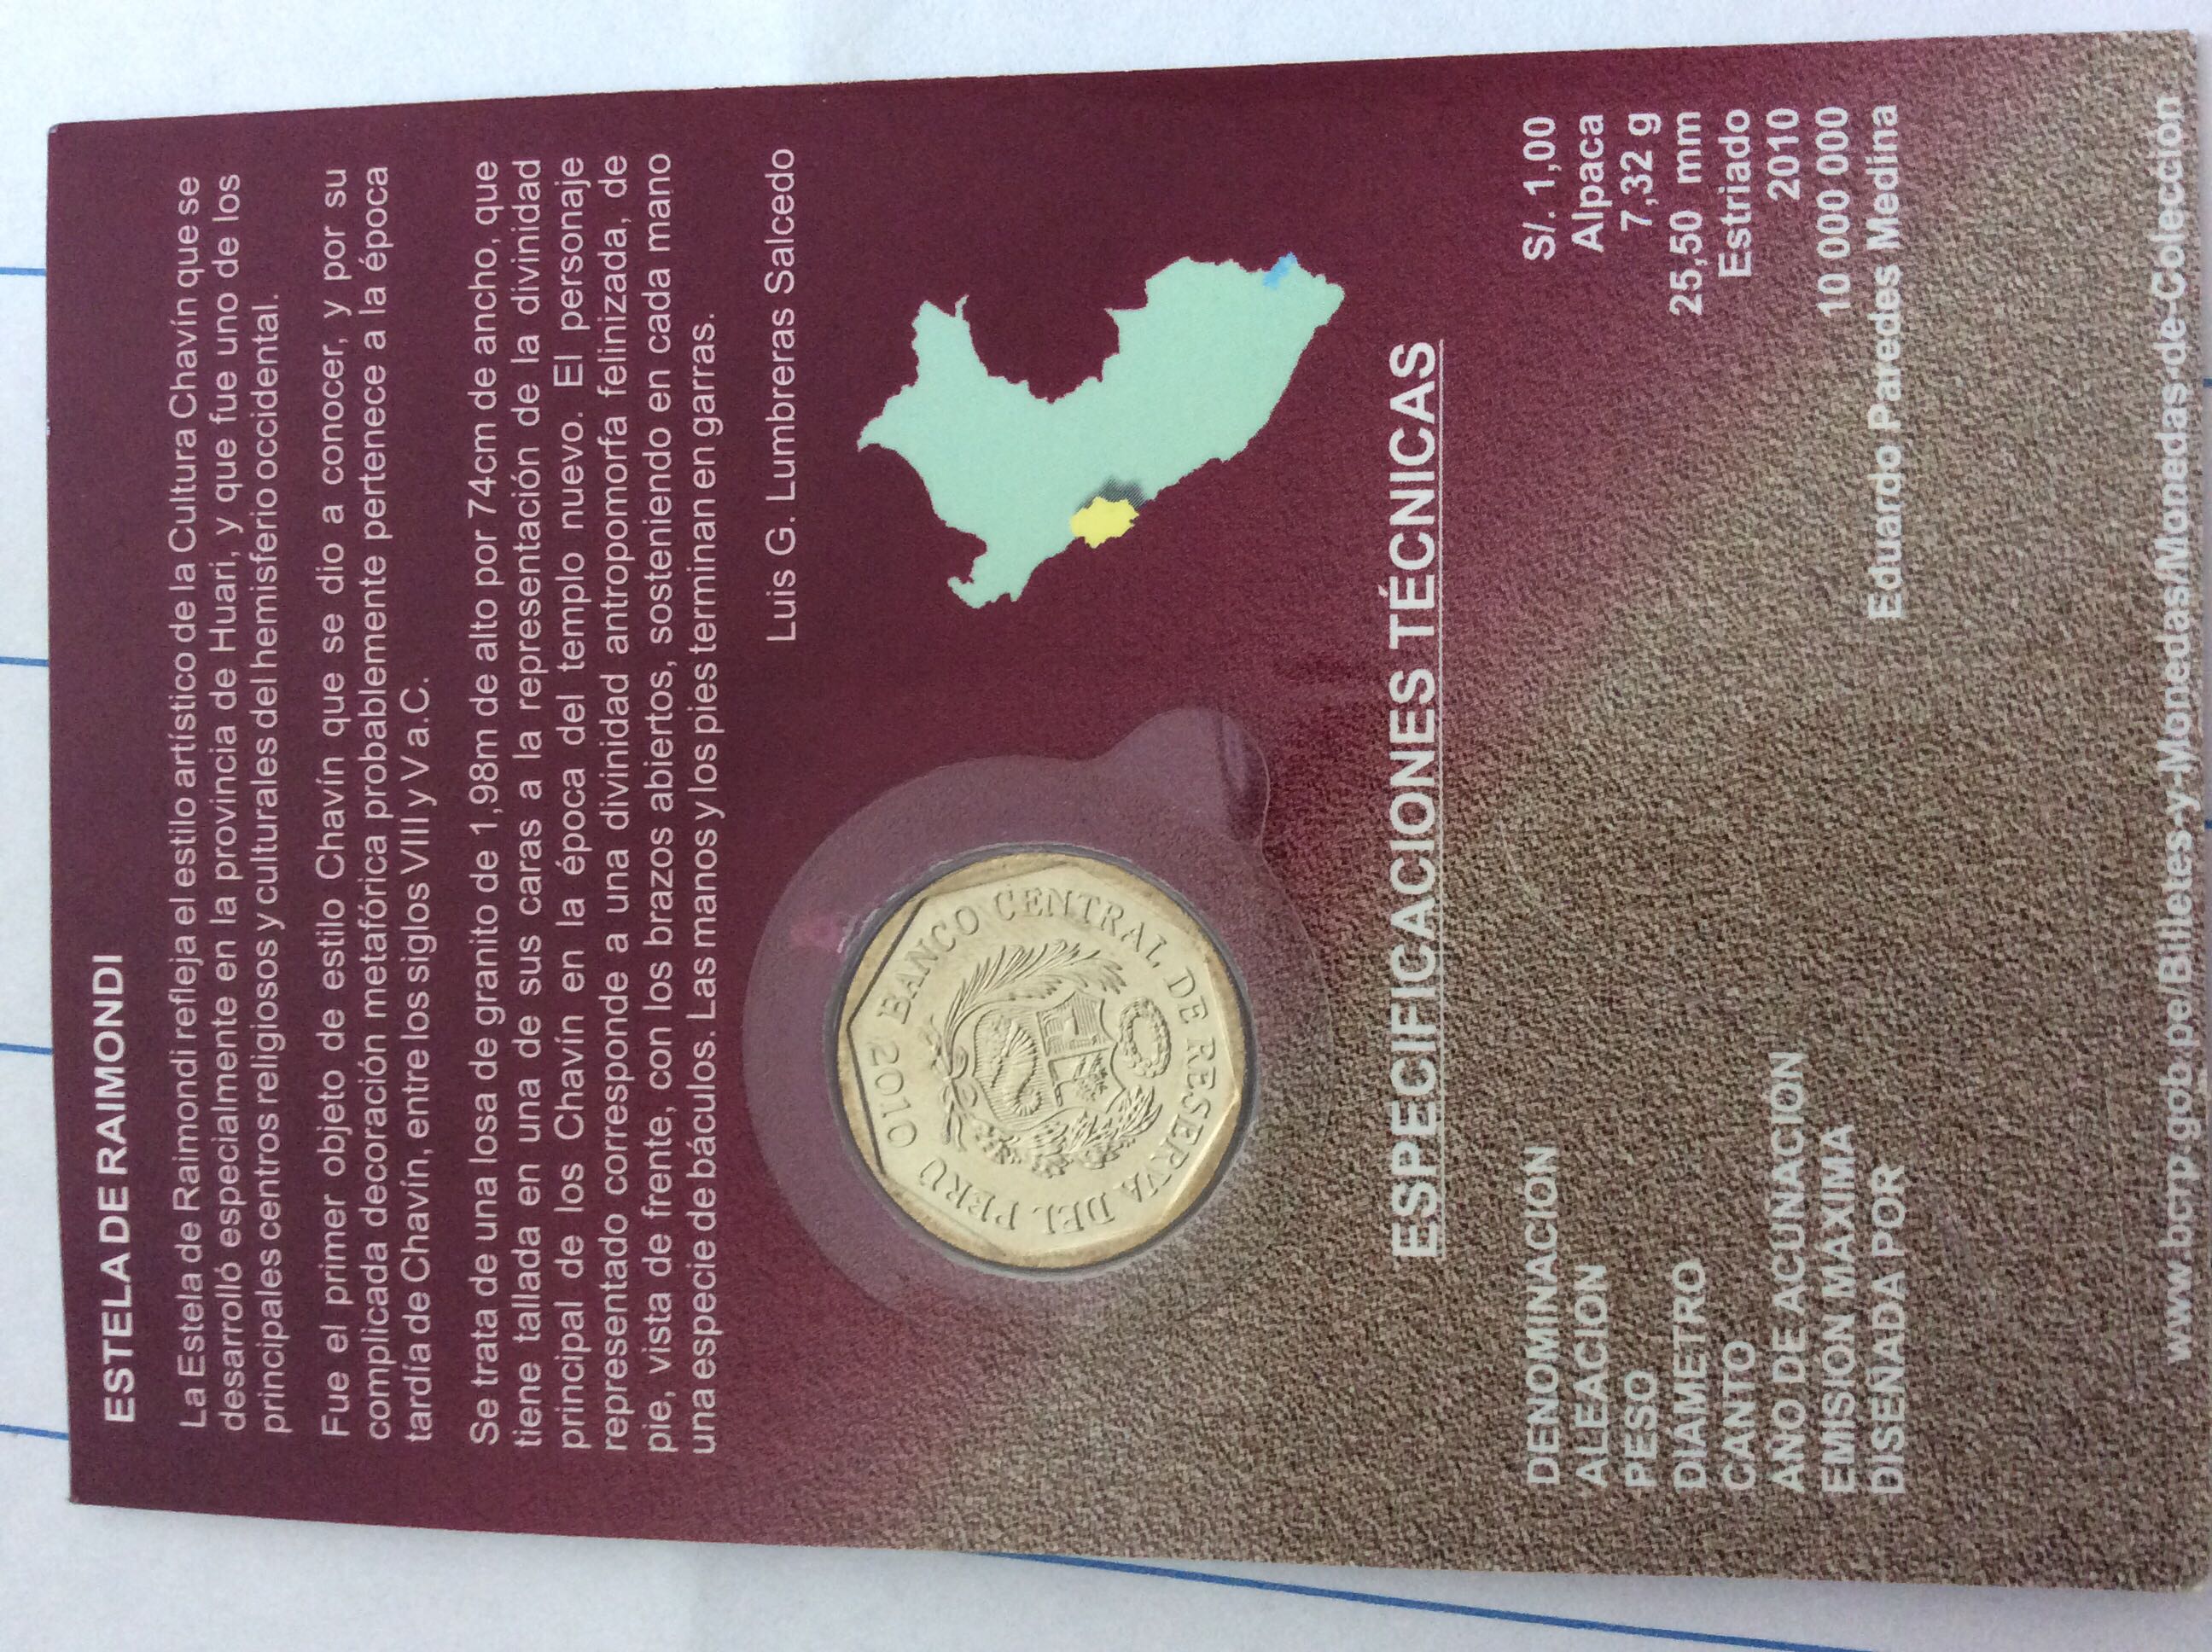 ESTELA DE RAIMONDI
La Estela de Raimondi refleja el estilo artístico de la Cultura Chavín que se
desarrolló especialmente en la provincia de Huari, y que fue uno de los
principales centros religiosos y culturales del hemisferio occidental.
Fue el primer objeto de estilo Chavín que se dio a conocer, y por su
complicada decoración metafórica probablemente pertenece a la época
tardía de Chavín, entre los siglos VIII y V a.C.
Se trata de una losa de granito de 1,98m de alto por 74cm de ancho, que
tiene tallada en una de sus caras a la representación de la divinidad
principal de los Chavín en la época del templo nuevo. El personaje
representado corresponde a una divinidad antropomorfa felinizada, de
pie, vista de frente, con los brazos abiertos, sosteniendo en cada mano
una especie de báculos. Las manos y los pies terminan en garras.
Luis G. Lumbreras Salcedo
2010 BANCO CENTRAL DE RESERVA DEL PERU
ESPECIFICACIONES TÉCNICAS
DENOMINACIÓN S/. 1,00
ALEACIÓN Alpaca
PESO 7,32 g
DIÁMETRO 25,50 mm
CANTO Estriado
AÑO DE ACUÑACIÓN 2010
EMISIÓN MÁXIMA 10 000 000
DISEÑADA POR Eduardo Paredes Medina
www.bcrp.gob.pe/Billetes-y-Monedas/Monedas-de-Colección